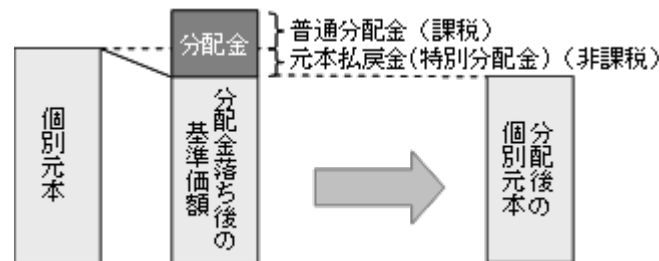 分配金
普通分配金（課税）
元本払戻金(特別分配金)（非課税）
個別元本
分配金落ち後の
基準価額
分配後の
個別元本